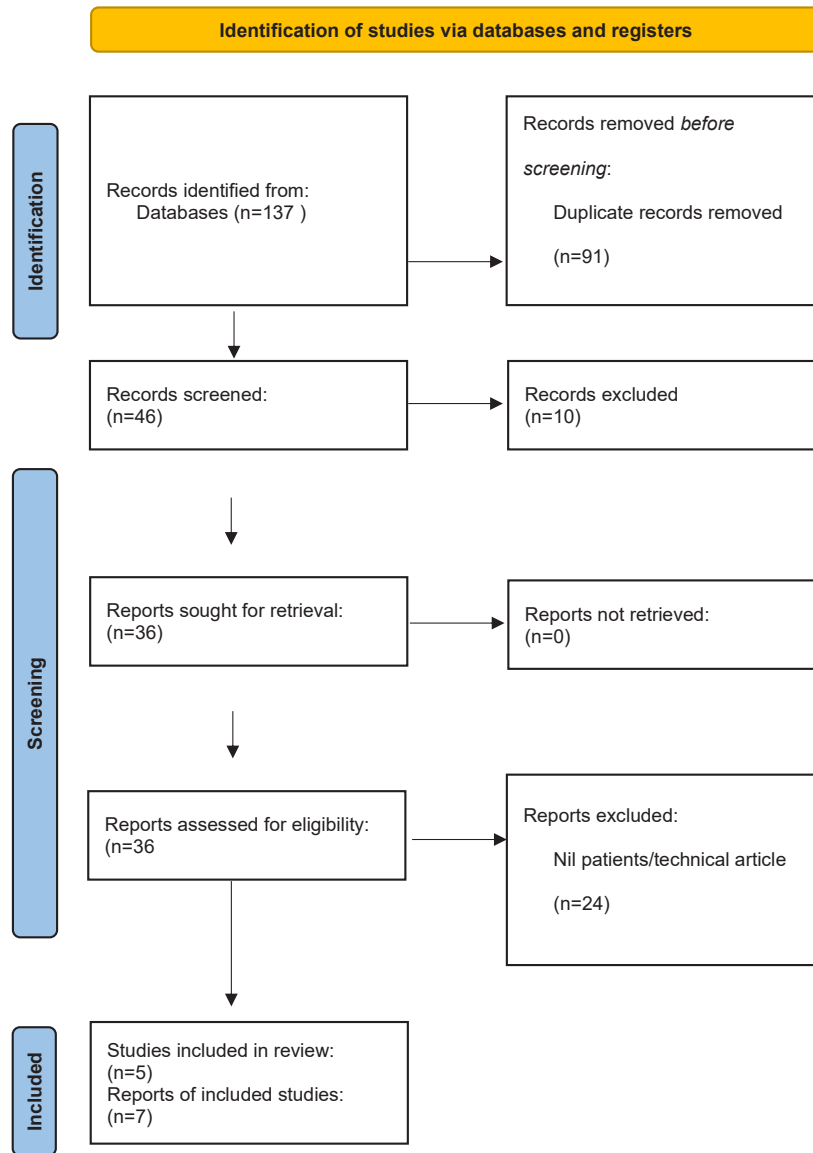 Identification of studies via databases and registers
Identification
Records identified from:
Databases (n=137 )
Records removed before
screening:
Duplicate records removed
(n=91)
Records screened:
(n=46)
Records excluded
(n=10)
Screening
Reports sought for retrieval:
(n=36)
Reports not retrieved:
(n=0)
Reports assessed for eligibility:
(n=36
Reports excluded:
Nil patients/technical article
(n=24)
Included
Studies included in review:
(n=5)
Reports of included studies:
(n=7)